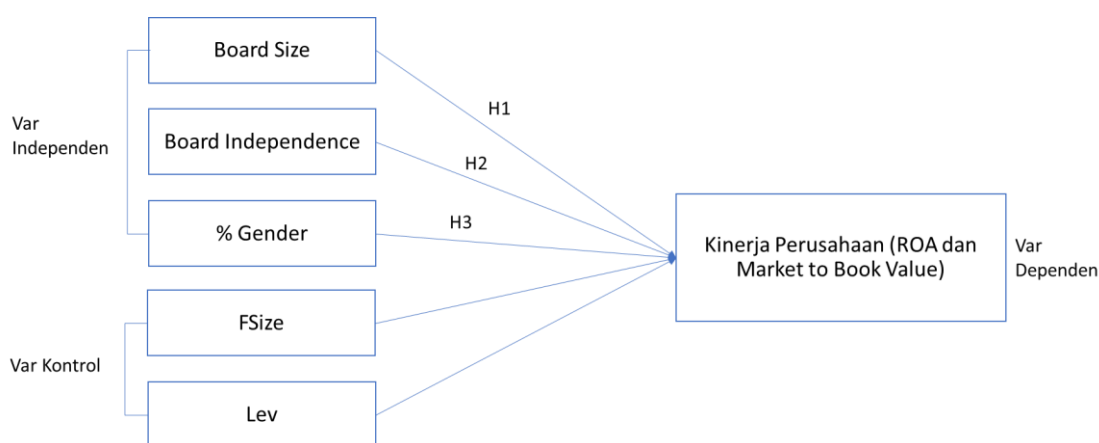 Board Size
H1
Var
Independen
Board Independence
H2
% Gender
H3
Kinerja Perusahaan (ROA dan
Market to Book Value)
Var
Dependen
FSize
Var Kontrol
Lev